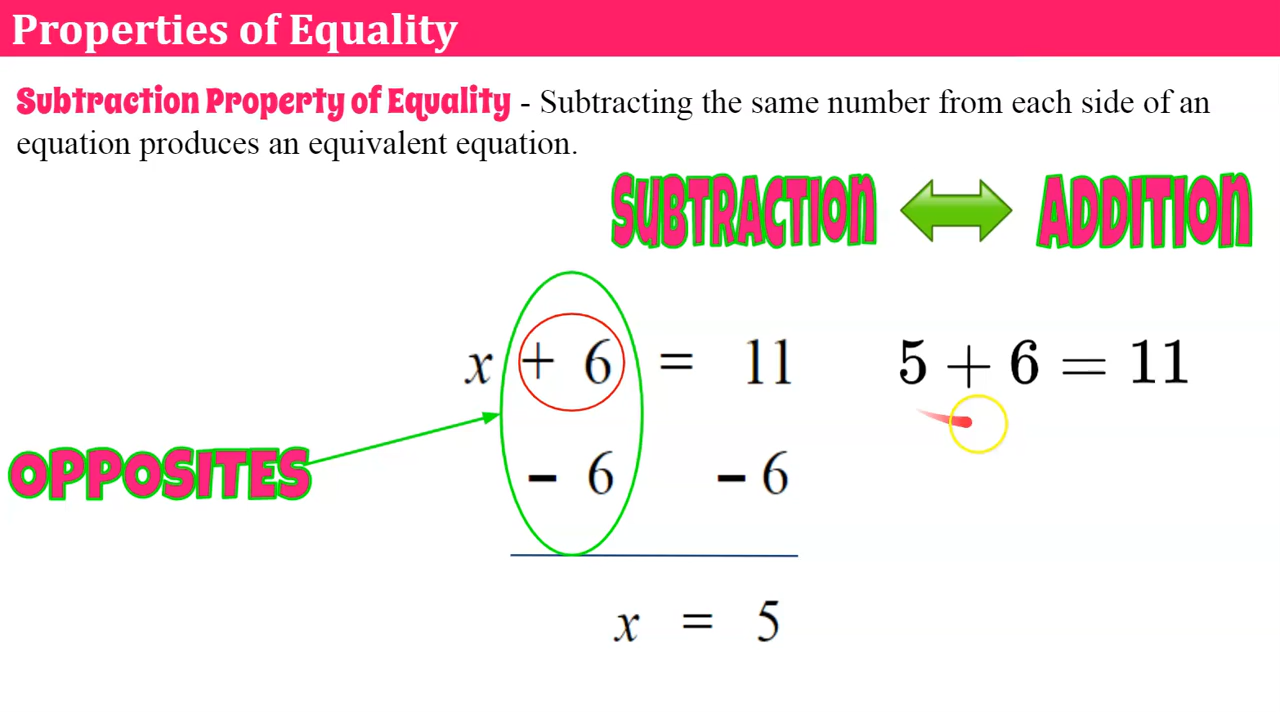 Properties of Equality
Subtraction Property of Equality - Subtracting the same number from each side of an
equation produces an equivalent equation.
SUBTRACTION ADDITION
x + 6 = 11 5 + 6 = 11
OPPOSITES
– 6 – 6
x = 5